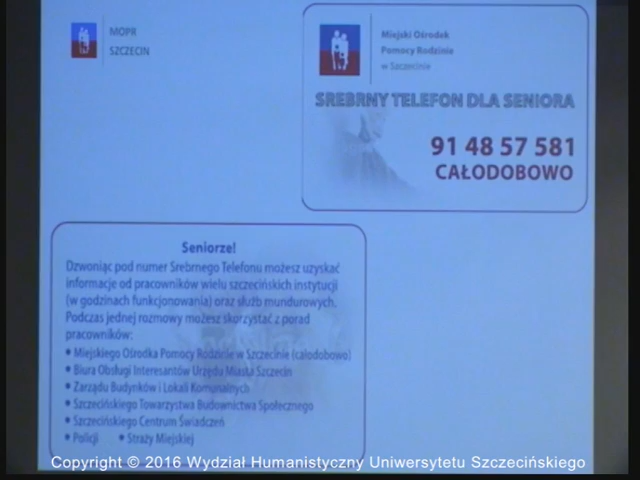 MOPR
SZCZECIN
Miejski Ośrodek
Pomocy Rodzinie
w Szczecinie
SREBRNY TELEFON DLA SENIORA
91 48 57 581
CAŁODOBOWO
Seniorze!
Dzwoniąc pod numer Srebrnego Telefonu możesz uzyskać
informacje od pracowników wielu szczecińskich instytucji
(w godzinach funkcjonowania) oraz służb mundurowych.
Podczas jednej rozmowy możesz skorzystać z porad
pracowników:
• Miejskiego Ośrodka Pomocy Rodzinie w Szczecinie (całodobowo)
• Biura Obsługi Interesantów Urzędu Miasta Szczecin
• Zarządu Budynków i Lokali Komunalnych
• Szczecińskiego Towarzystwa Budownictwa Społecznego
• Szczecińskiego Centrum Świadczeń
• Policji • Straży Miejskiej
Copyright © 2016 Wydział Humanistyczny Uniwersytetu Szczecińskiego